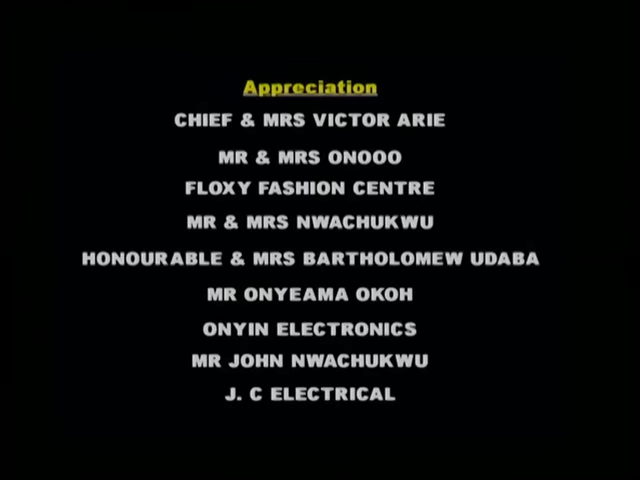 Appreciation
CHIEF & MRS VICTOR ARIE
MR & MRS ONOOO
FLOXY FASHION CENTRE
MR & MRS NWACHUKWU
HONOURABLE & MRS BARTHOLOMEW UDABA
MR ONYEAMA OKOH
ONYIN ELECTRONICS
MR JOHN NWACHUKWU
J. C ELECTRICAL